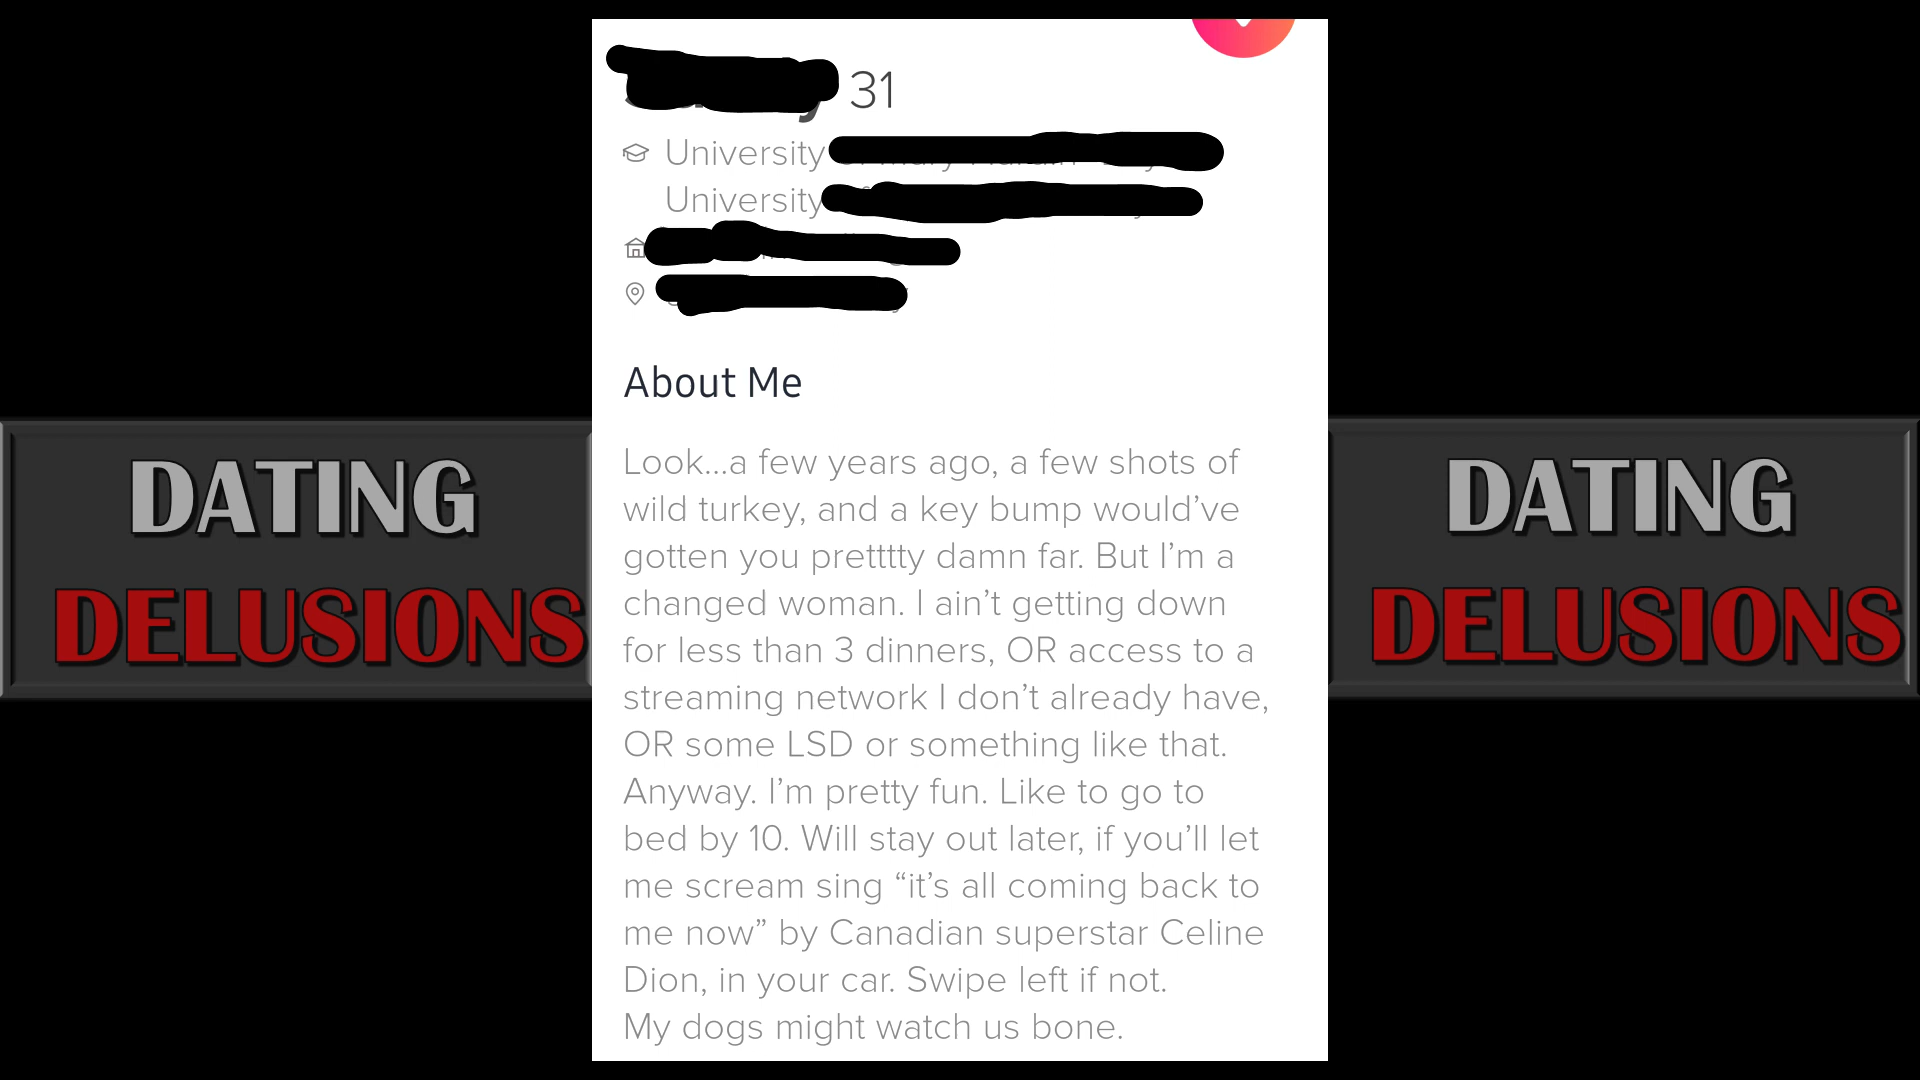 31
University
University
About Me
Look...a few years ago, a few shots of
wild turkey, and a key bump would've
gotten you prettttty damn far. But I'm a
changed woman. I ain't getting down
for less than 3 dinners, OR access to a
streaming network I don't already have,
OR some LSD or something like that.
Anyway. I'm pretty fun. Like to go to
bed by 10. Will stay out later, if you'll let
me scream sing “it's all coming back to
me now” by Canadian superstar Celine
Dion, in your car. Swipe left if not.
My dogs might watch us bone.
DATING
DELUSIONS
DATING
DELUSIONS